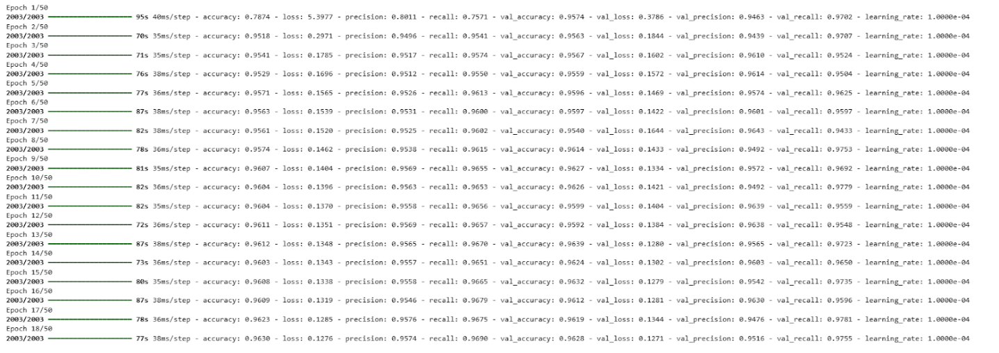 Epoch 1/50
2003/2003 ━━━━━━━━━━━━━━━━━━━━ 95s 40ms/step - accuracy: 0.7874 - loss: 5.3977 - precision: 0.8011 - recall: 0.7571 - val_accuracy: 0.9574 - val_loss: 0.3786 - val_precision: 0.9463 - val_recall: 0.9702 - learning_rate: 1.0000e-04
Epoch 2/50
2003/2003 ━━━━━━━━━━━━━━━━━━━━ 70s 35ms/step - accuracy: 0.9518 - loss: 0.2971 - precision: 0.9496 - recall: 0.9541 - val_accuracy: 0.9563 - val_loss: 0.1844 - val_precision: 0.9439 - val_recall: 0.9707 - learning_rate: 1.0000e-04
Epoch 3/50
2003/2003 ━━━━━━━━━━━━━━━━━━━━ 71s 35ms/step - accuracy: 0.9541 - loss: 0.1785 - precision: 0.9517 - recall: 0.9574 - val_accuracy: 0.9567 - val_loss: 0.1602 - val_precision: 0.9610 - val_recall: 0.9524 - learning_rate: 1.0000e-04
Epoch 4/50
2003/2003 ━━━━━━━━━━━━━━━━━━━━ 76s 38ms/step - accuracy: 0.9529 - loss: 0.1696 - precision: 0.9512 - recall: 0.9550 - val_accuracy: 0.9559 - val_loss: 0.1572 - val_precision: 0.9614 - val_recall: 0.9504 - learning_rate: 1.0000e-04
Epoch 5/50
2003/2003 ━━━━━━━━━━━━━━━━━━━━ 77s 36ms/step - accuracy: 0.9571 - loss: 0.1565 - precision: 0.9526 - recall: 0.9613 - val_accuracy: 0.9596 - val_loss: 0.1469 - val_precision: 0.9574 - val_recall: 0.9625 - learning_rate: 1.0000e-04
Epoch 6/50
2003/2003 ━━━━━━━━━━━━━━━━━━━━ 87s 38ms/step - accuracy: 0.9563 - loss: 0.1539 - precision: 0.9531 - recall: 0.9600 - val_accuracy: 0.9597 - val_loss: 0.1422 - val_precision: 0.9601 - val_recall: 0.9597 - learning_rate: 1.0000e-04
Epoch 7/50
2003/2003 ━━━━━━━━━━━━━━━━━━━━ 82s 38ms/step - accuracy: 0.9561 - loss: 0.1520 - precision: 0.9525 - recall: 0.9602 - val_accuracy: 0.9540 - val_loss: 0.1644 - val_precision: 0.9643 - val_recall: 0.9433 - learning_rate: 1.0000e-04
Epoch 8/50
2003/2003 ━━━━━━━━━━━━━━━━━━━━ 78s 36ms/step - accuracy: 0.9574 - loss: 0.1462 - precision: 0.9538 - recall: 0.9615 - val_accuracy: 0.9614 - val_loss: 0.1433 - val_precision: 0.9492 - val_recall: 0.9753 - learning_rate: 1.0000e-04
Epoch 9/50
2003/2003 ━━━━━━━━━━━━━━━━━━━━ 81s 35ms/step - accuracy: 0.9607 - loss: 0.1404 - precision: 0.9569 - recall: 0.9655 - val_accuracy: 0.9627 - val_loss: 0.1334 - val_precision: 0.9572 - val_recall: 0.9692 - learning_rate: 1.0000e-04
Epoch 10/50
2003/2003 ━━━━━━━━━━━━━━━━━━━━ 82s 36ms/step - accuracy: 0.9604 - loss: 0.1396 - precision: 0.9563 - recall: 0.9653 - val_accuracy: 0.9626 - val_loss: 0.1421 - val_precision: 0.9492 - val_recall: 0.9779 - learning_rate: 1.0000e-04
Epoch 11/50
2003/2003 ━━━━━━━━━━━━━━━━━━━━ 82s 35ms/step - accuracy: 0.9604 - loss: 0.1370 - precision: 0.9558 - recall: 0.9656 - val_accuracy: 0.9599 - val_loss: 0.1404 - val_precision: 0.9639 - val_recall: 0.9559 - learning_rate: 1.0000e-04
Epoch 12/50
2003/2003 ━━━━━━━━━━━━━━━━━━━━ 72s 36ms/step - accuracy: 0.9611 - loss: 0.1351 - precision: 0.9569 - recall: 0.9657 - val_accuracy: 0.9592 - val_loss: 0.1384 - val_precision: 0.9638 - val_recall: 0.9548 - learning_rate: 1.0000e-04
Epoch 13/50
2003/2003 ━━━━━━━━━━━━━━━━━━━━ 87s 38ms/step - accuracy: 0.9612 - loss: 0.1348 - precision: 0.9565 - recall: 0.9670 - val_accuracy: 0.9639 - val_loss: 0.1280 - val_precision: 0.9565 - val_recall: 0.9723 - learning_rate: 1.0000e-04
Epoch 14/50
2003/2003 ━━━━━━━━━━━━━━━━━━━━ 73s 36ms/step - accuracy: 0.9603 - loss: 0.1343 - precision: 0.9557 - recall: 0.9651 - val_accuracy: 0.9624 - val_loss: 0.1302 - val_precision: 0.9603 - val_recall: 0.9650 - learning_rate: 1.0000e-04
Epoch 15/50
2003/2003 ━━━━━━━━━━━━━━━━━━━━ 80s 35ms/step - accuracy: 0.9608 - loss: 0.1338 - precision: 0.9558 - recall: 0.9665 - val_accuracy: 0.9632 - val_loss: 0.1279 - val_precision: 0.9542 - val_recall: 0.9735 - learning_rate: 1.0000e-04
Epoch 16/50
2003/2003 ━━━━━━━━━━━━━━━━━━━━ 87s 38ms/step - accuracy: 0.9609 - loss: 0.1319 - precision: 0.9546 - recall: 0.9679 - val_accuracy: 0.9612 - val_loss: 0.1281 - val_precision: 0.9630 - val_recall: 0.9596 - learning_rate: 1.0000e-04
Epoch 17/50
2003/2003 ━━━━━━━━━━━━━━━━━━━━ 78s 36ms/step - accuracy: 0.9623 - loss: 0.1285 - precision: 0.9576 - recall: 0.9675 - val_accuracy: 0.9619 - val_loss: 0.1344 - val_precision: 0.9476 - val_recall: 0.9781 - learning_rate: 1.0000e-04
Epoch 18/50
2003/2003 ━━━━━━━━━━━━━━━━━━━━ 77s 38ms/step - accuracy: 0.9630 - loss: 0.1276 - precision: 0.9574 - recall: 0.9690 - val_accuracy: 0.9628 - val_loss: 0.1271 - val_precision: 0.9516 - val_recall: 0.9755 - learning_rate: 1.0000e-04